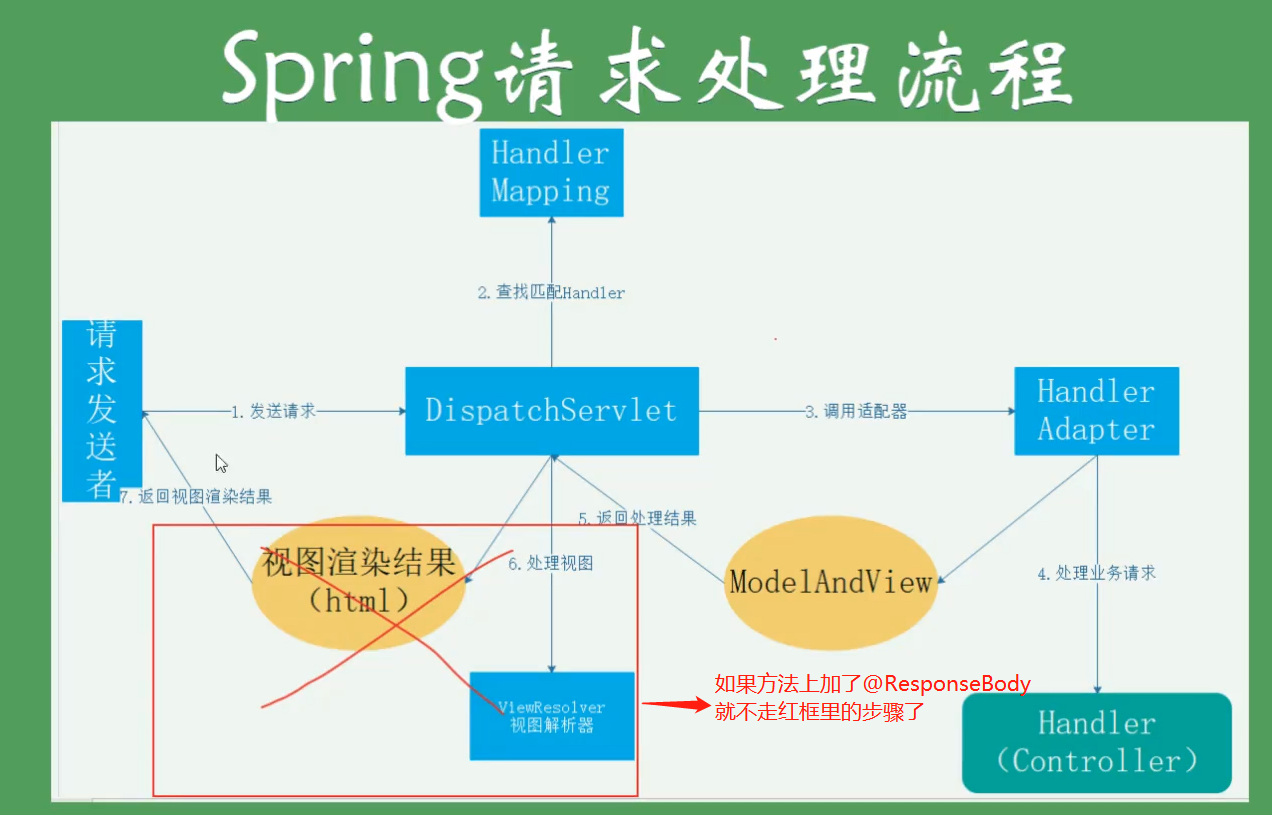 Spring请求处理流程
Handler
Mapping
2.查找匹配Handler
请
求
发
送
者
1.发送请求
DispatchServlet
3.调用适配器
Handler
Adapter
7.返回视图渲染结果
5.返回处理结果
视图渲染结果
（html）
6.处理视图
ModelAndView
4.处理业务请求
ViewResolver
视图解析器
如果方法上加了@ResponseBody
就不走红框里的步骤了
Handler
（Controller）